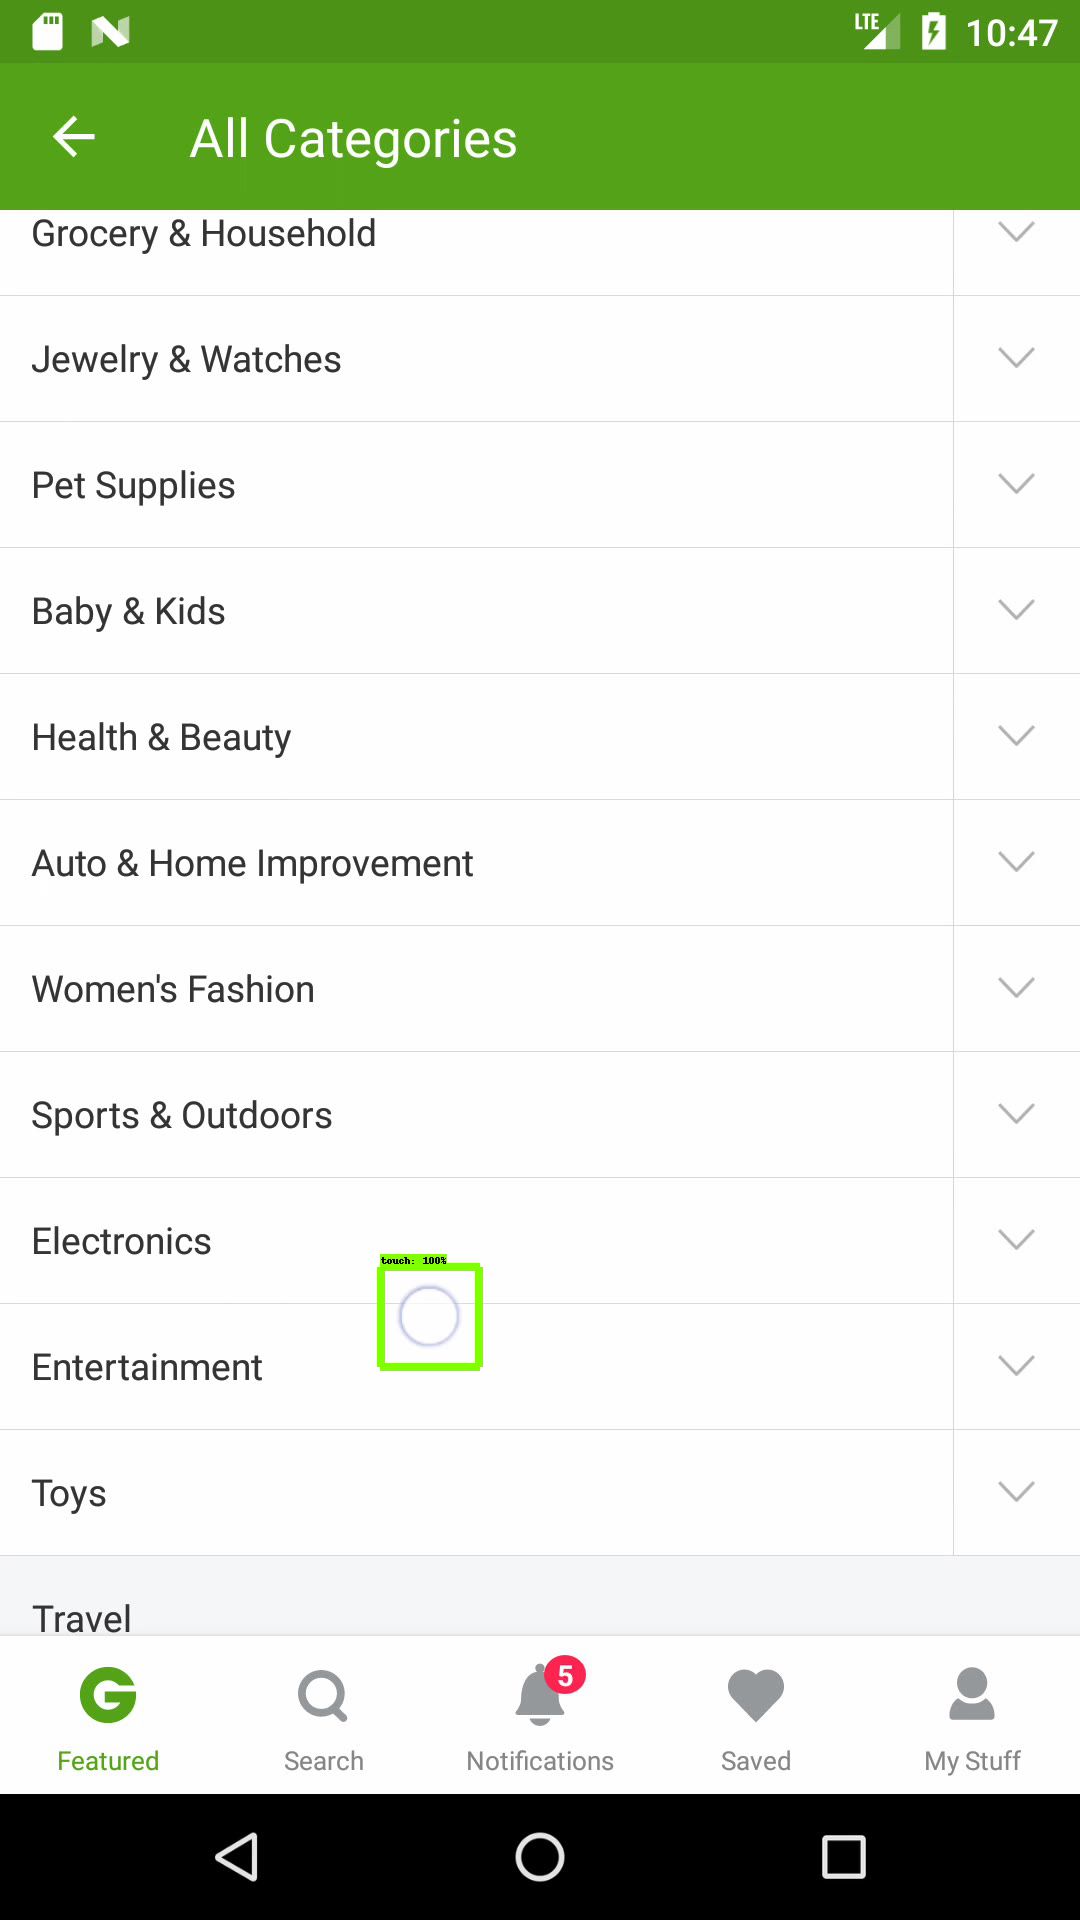 LTE 10:47
All Categories
Grocery & Household
Jewelry & Watches
Pet Supplies
Baby & Kids
Health & Beauty
Auto & Home Improvement
Women's Fashion
Sports & Outdoors
Electronics
touch: 100%
Entertainment
Toys
Travel
5
Featured Search Notifications Saved My Stuff